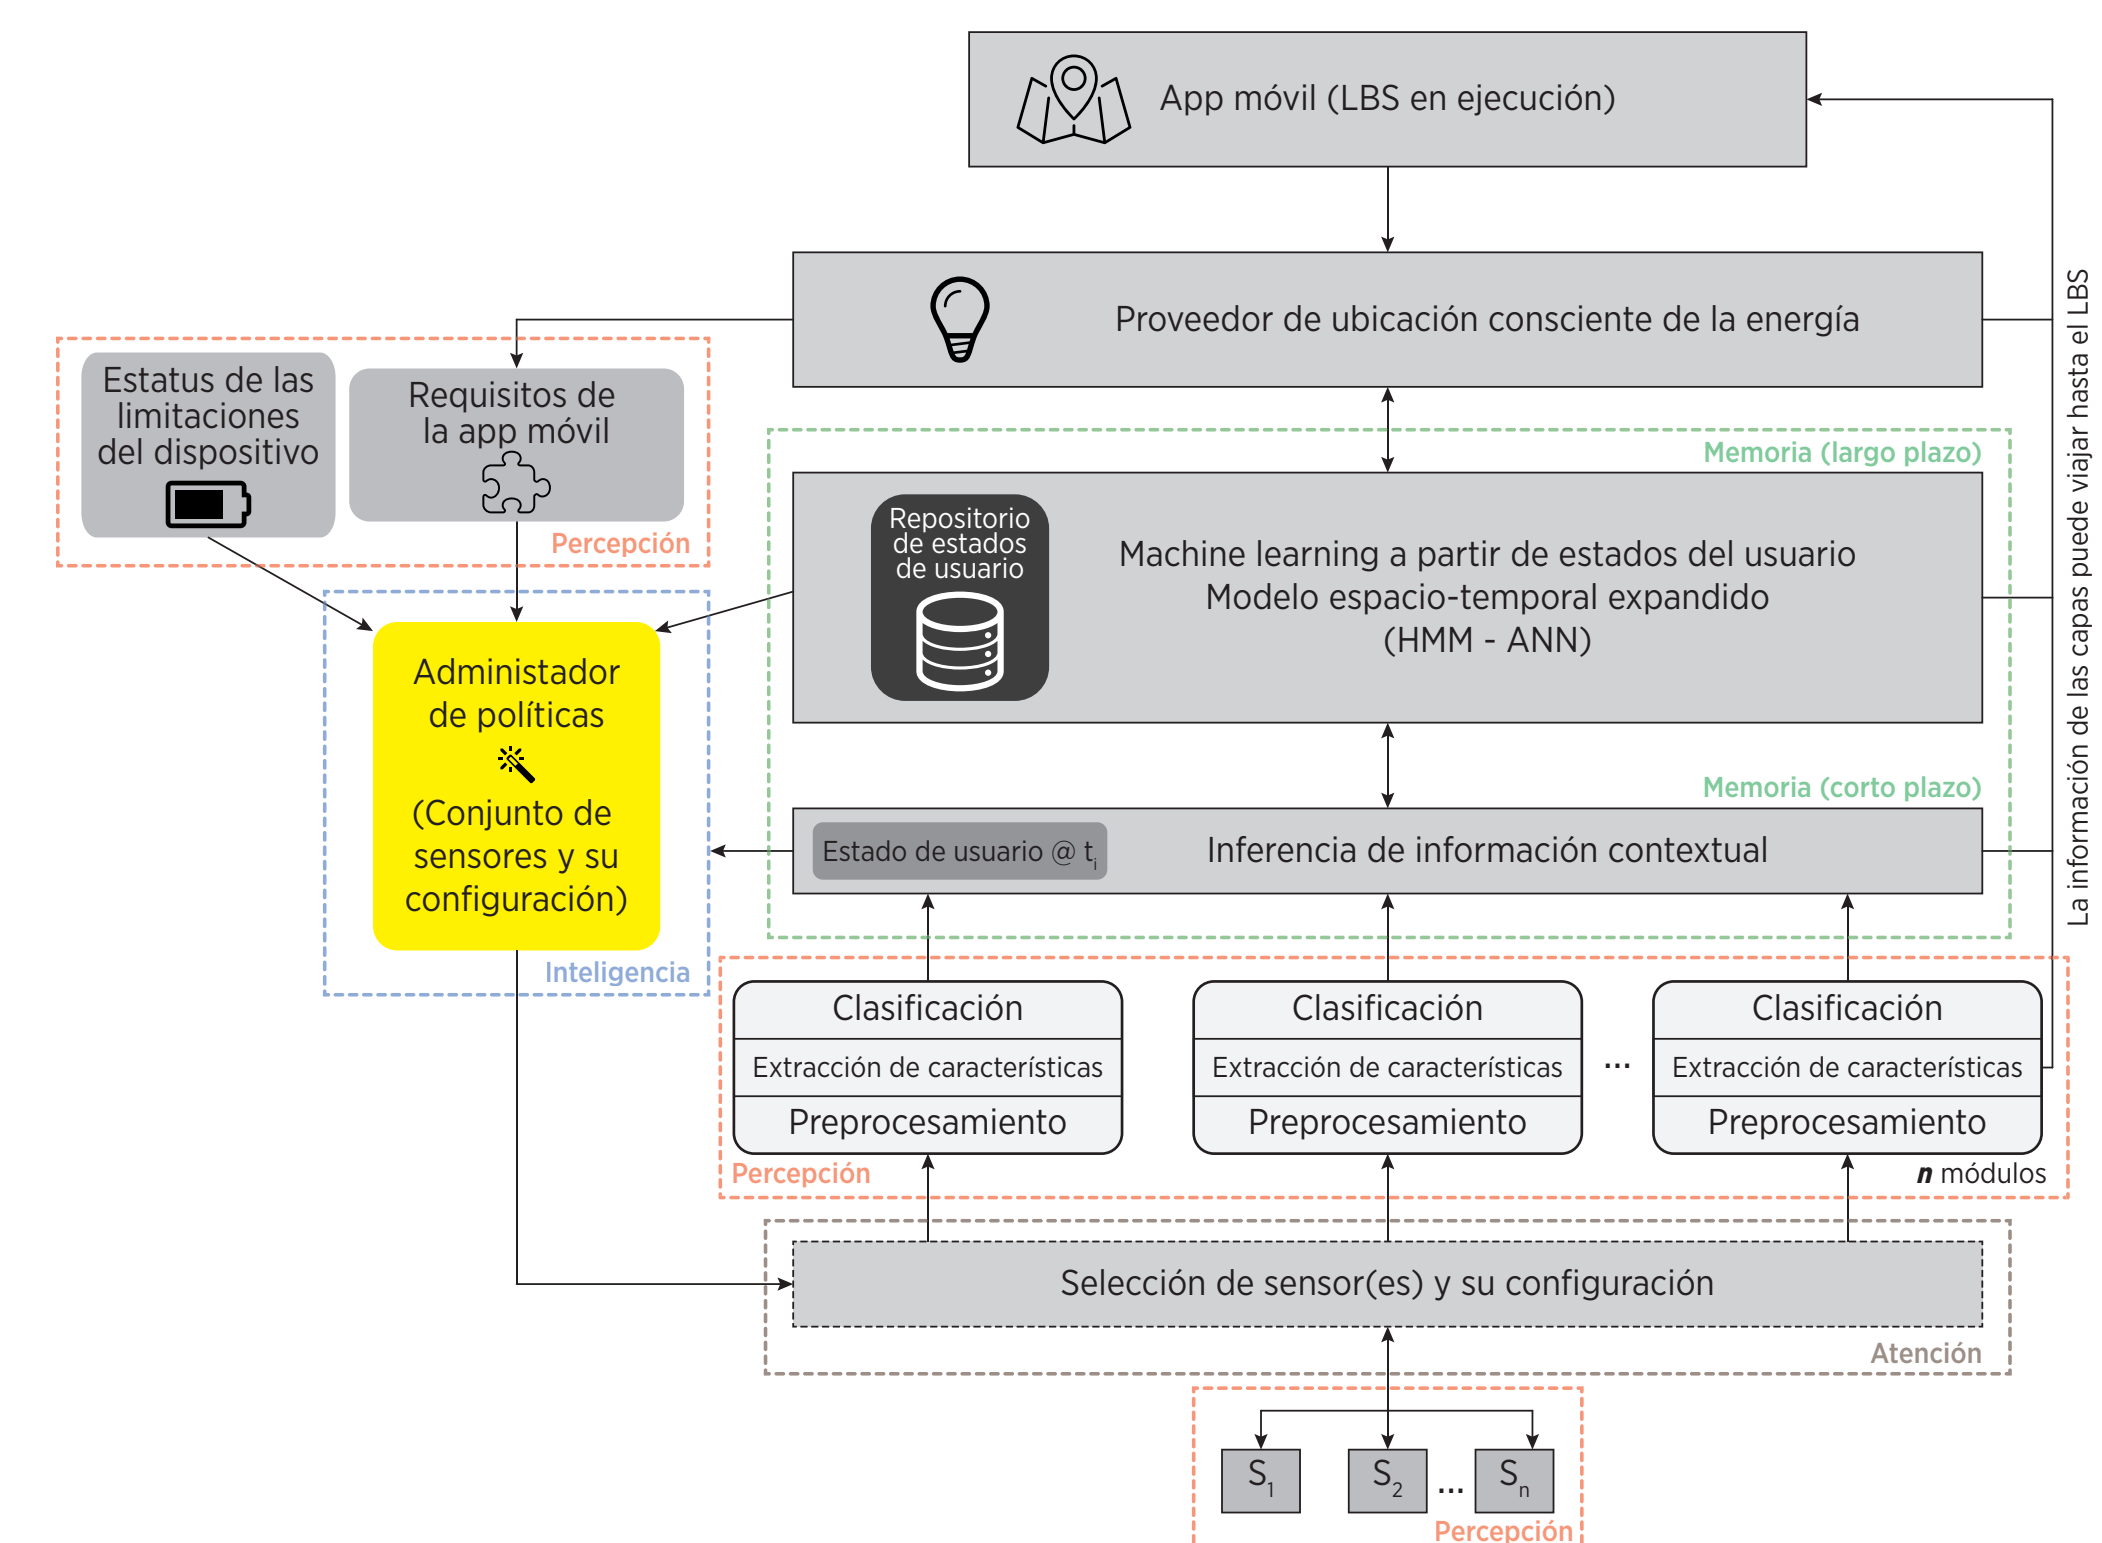 App móvil (LBS en ejecución)
Proveedor de ubicación consciente de la energía
La información de las capas puede viajar hasta el LBS
Estatus de las
limitaciones
del dispositivo
Requisitos de
la app móvil
Percepción
Memoria (largo plazo)
Repositorio
de estados
de usuario
Machine learning a partir de estados del usuario
Modelo espacio-temporal expandido
(HMM - ANN)
Administador
de políticas
(Conjunto de
sensores y su
configuración)
Inteligencia
Memoria (corto plazo)
Estado de usuario @ ti
Inferencia de información contextual
Clasificación
Extracción de características
Preprocesamiento
Clasificación
Extracción de características
Preprocesamiento
...
Clasificación
Extracción de características
Preprocesamiento
Percepción
n módulos
Selección de sensor(es) y su configuración
Atención
S1
S2
...
Sn
Percepción